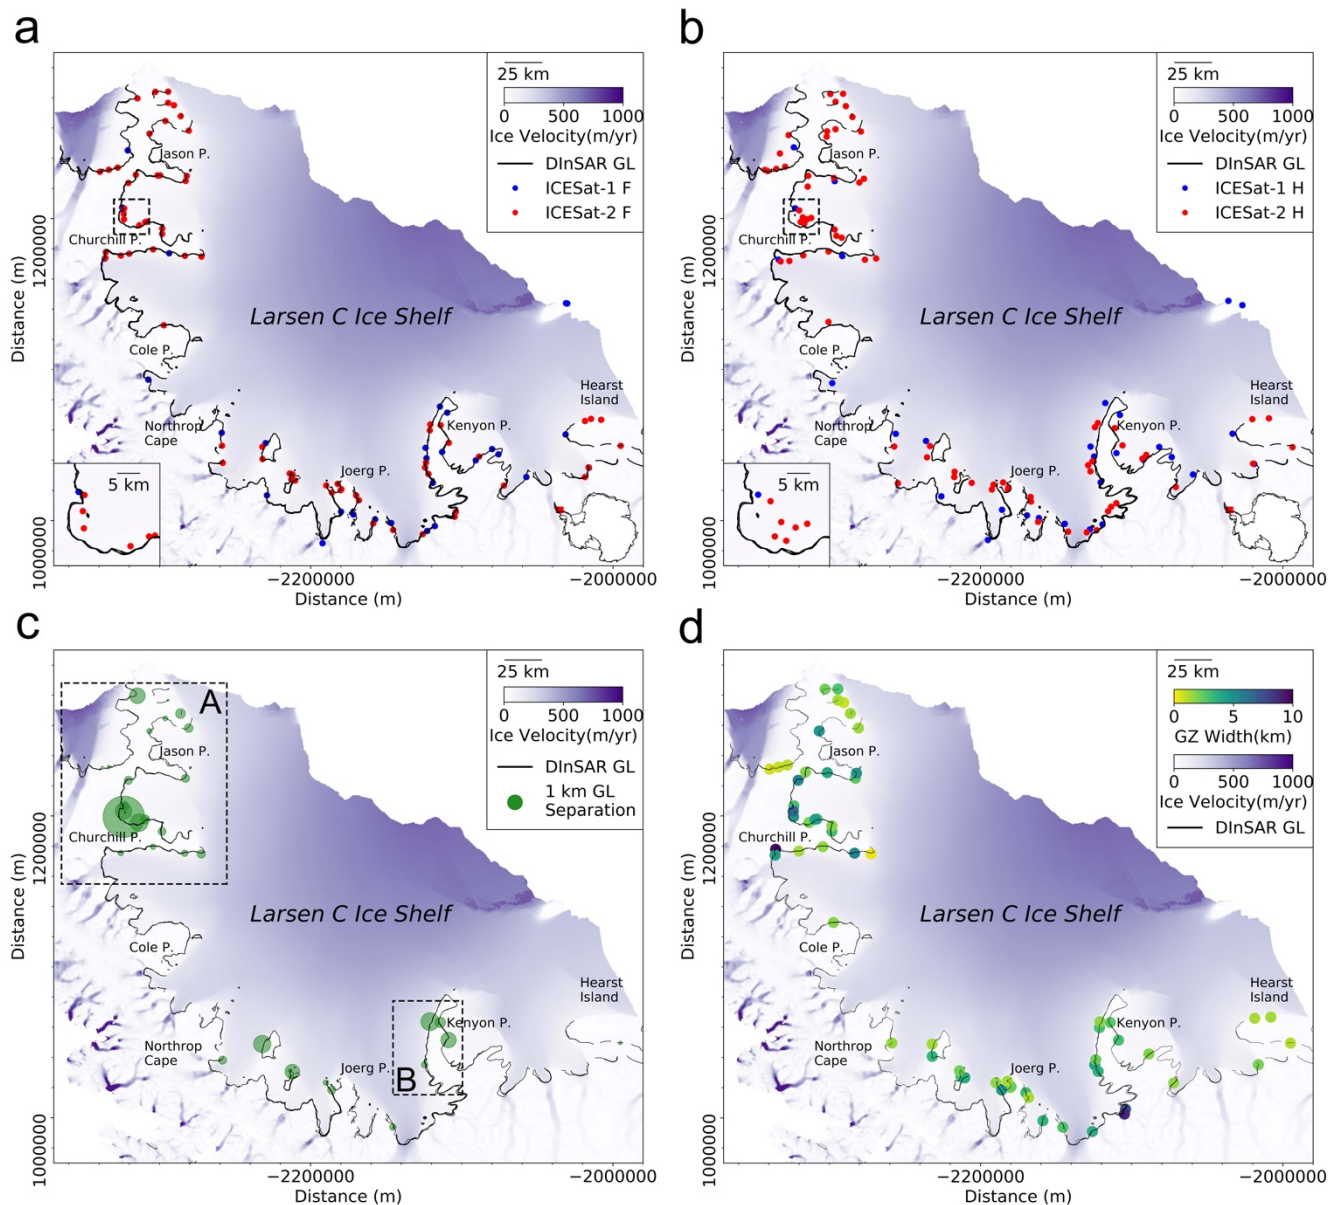 a
25 km
0 500 1000
Ice Velocity(m/yr)
DInSAR GL
ICESat-1 F
ICESat-2 F
Jason P.
Churchill P.
Larsen C Ice Shelf
Cole P.
Hearst
Island
Northrop
Cape
Kenyon P.
Joerg P.
5 km
1200000
1000000
Distance (m)
−2200000
−2000000
Distance (m)
b
25 km
0 500 1000
Ice Velocity(m/yr)
DInSAR GL
ICESat-1 H
ICESat-2 H
Jason P.
Churchill P.
Larsen C Ice Shelf
Cole P.
Hearst
Island
Northrop
Cape
Kenyon P.
Joerg P.
5 km
1200000
1000000
Distance (m)
−2200000
−2000000
Distance (m)
c
25 km
0 500 1000
Ice Velocity(m/yr)
DInSAR GL
1 km GL
Separation
A
Jason P.
Churchill P.
Larsen C Ice Shelf
Cole P.
Hearst
Island
Northrop
Cape
Kenyon P.
Joerg P.
B
1200000
1000000
Distance (m)
−2200000
−2000000
Distance (m)
d
25 km
0 5 10
GZ Width(km)
0 500 1000
Ice Velocity(m/yr)
DInSAR GL
Jason P.
Churchill P.
Larsen C Ice Shelf
Cole P.
Hearst
Island
Northrop
Cape
Kenyon P.
Joerg P.
1200000
1000000
Distance (m)
−2200000
−2000000
Distance (m)